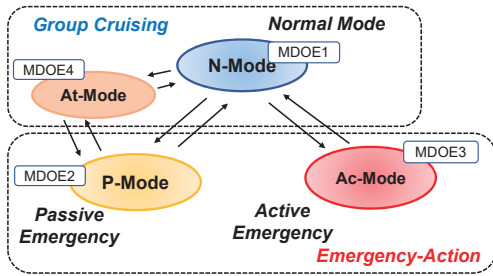 Group Cruising
Normal Mode
MDOE1
N-Mode
MDOE4
At-Mode
MDOE2
P-Mode
MDOE3
Ac-Mode
Passive
Emergency
Active
Emergency
Emergency-Action